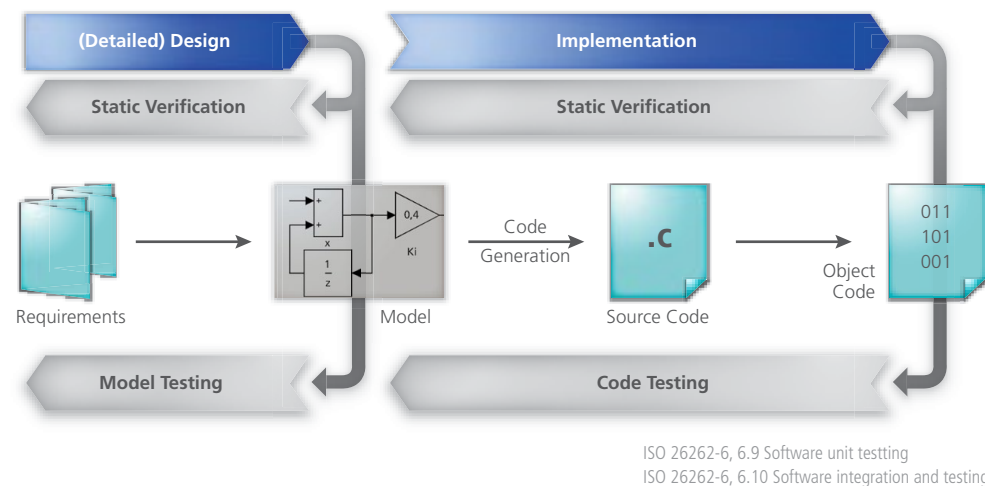 (Detailed) Design
Implementation
Static Verification
Static Verification
+
+
x
1
z
0,4
Ki
Code
Generation
.c
011
101
001
Object
Code
Requirements
Model
Source Code
Model Testing
Code Testing
ISO 26262-6, 6.9 Software unit testting
ISO 26262-6, 6.10 Software integration and testing